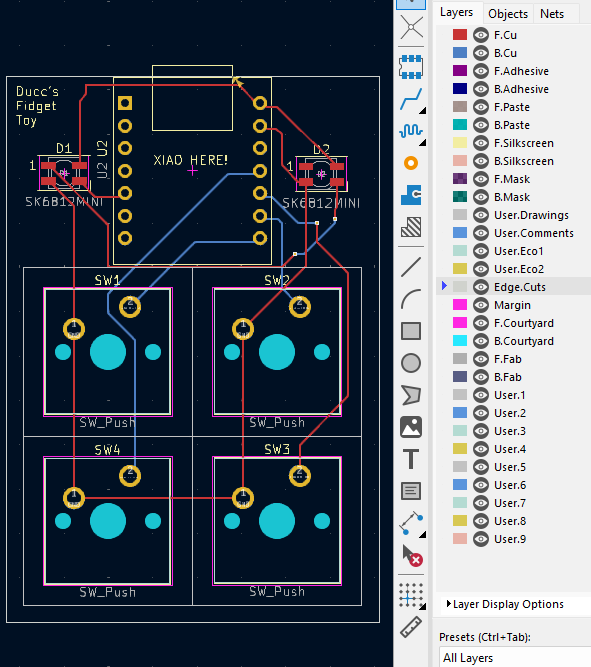 Layers Objects Nets
F.Cu
B.Cu
F.Adhesive
B.Adhesive
F.Paste
B.Paste
F.Silkscreen
B.Silkscreen
F.Mask
B.Mask
User.Drawings
User.Comments
User.Eco1
User.Eco2
Edge.Cuts
Margin
F.Courtyard
B.Courtyard
F.Fab
B.Fab
User.1
User.2
User.3
User.4
User.5
User.6
User.7
User.8
User.9
Layer Display Options
Presets (Ctrl+Tab):
All Layers
Ducc's
Fidget
Toy
D1
1
SK6812MINI
U2 U2
XIAO HERE!
D2
1
SK6812MINI
SW1
1
2
SW_Push
SW2
1
2
SW_Push
SW4
1
2
SW_Push
SW3
1
2
SW_Push